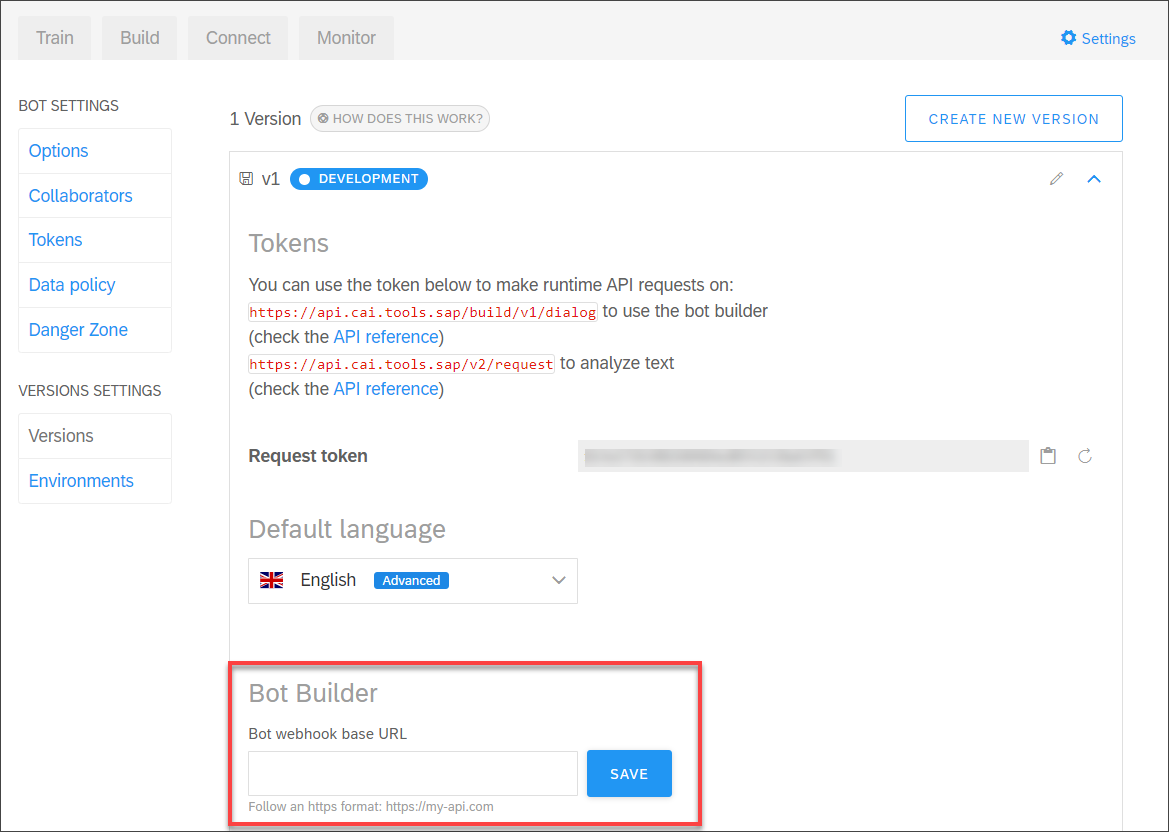 Train Build Connect Monitor Settings
BOT SETTINGS
Options
Collaborators
Tokens
Data policy
Danger Zone
VERSIONS SETTINGS
Versions
Environments
1 Version HOW DOES THIS WORK? CREATE NEW VERSION
v1 DEVELOPMENT
Tokens
You can use the token below to make runtime API requests on:
https://api.cai.tools.sap/build/v1/dialog to use the bot builder
(check the API reference)
https://api.cai.tools.sap/v2/request to analyze text
(check the API reference)
Request token
Default language
English Advanced
Bot Builder
Bot webhook base URL
SAVE
Follow an https format: https://my-api.com